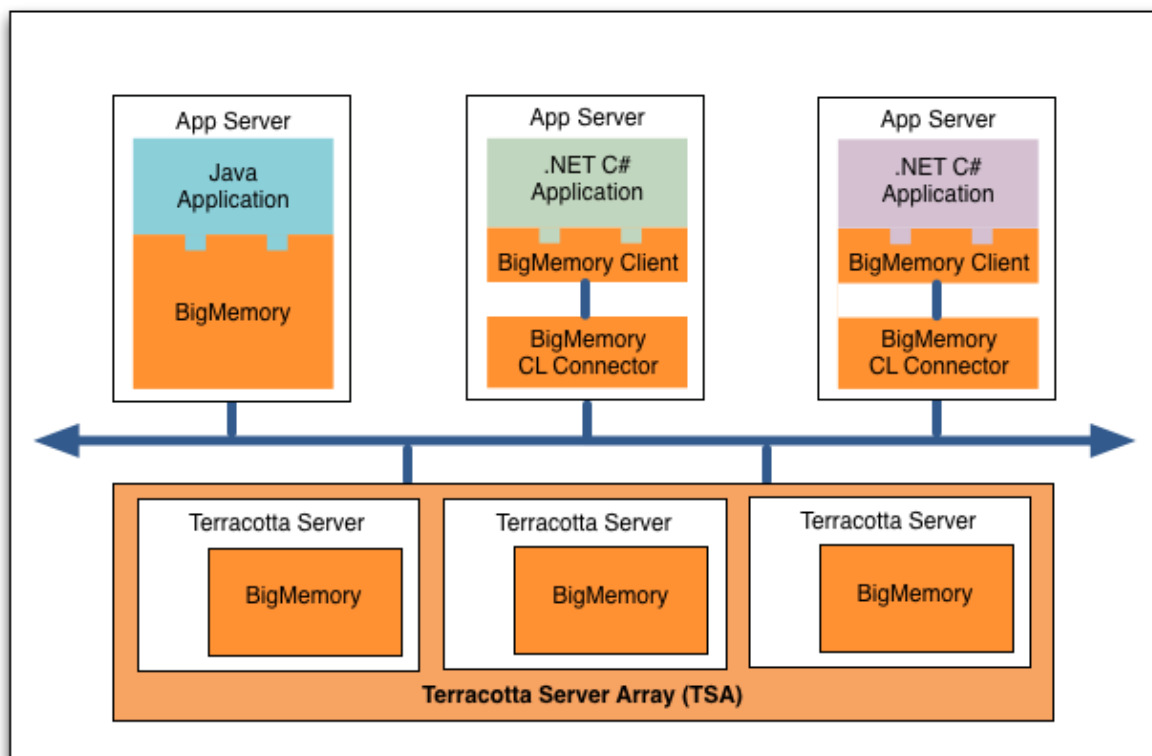 App Server
Java
Application
BigMemory
App Server
.NET C#
Application
BigMemory Client
BigMemory
CL Connector
App Server
.NET C#
Application
BigMemory Client
BigMemory
CL Connector
Terracotta Server
BigMemory
Terracotta Server
BigMemory
Terracotta Server
BigMemory
Terracotta Server Array (TSA)